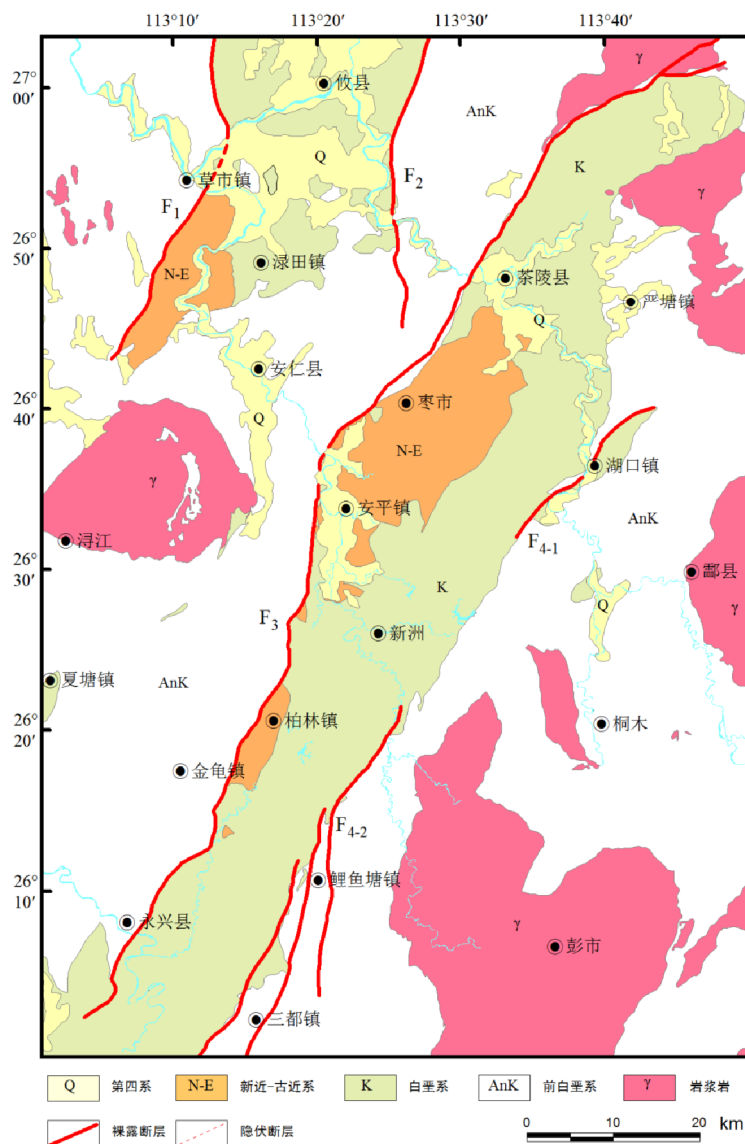 113°10′ 113°20′ 113°30′ 113°40′
27°
00′
攸县
γ
AnK
Q
K
草市镇
F2
γ
F1
26°
50′
渌田镇
N-E
茶陵县
严塘镇
Q
安仁县
26°
40′
枣市
Q
N-E
湖口镇
γ
安平镇
AnK
浔江
F4-1
26°
30′
酃县
K
Q
γ
F3
新洲
夏塘镇
AnK
柏林镇
桐木
26°
20′
金龟镇
F4-2
鲤鱼塘镇
26°
10′
永兴县
γ
彭市
三都镇
Q 第四系 N-E 新近-古近系 K 白垩系 AnK 前白垩系 γ 岩浆岩
裸露断层 隐伏断层 0 10 20 km